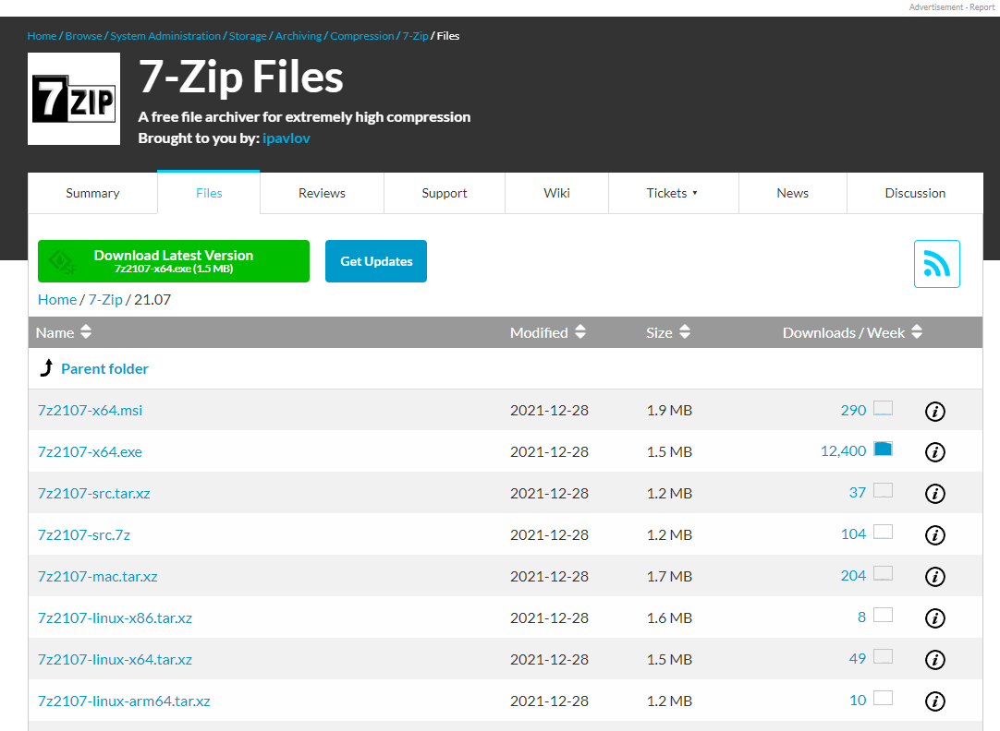 Advertisement - Report
Home / Browse / System Administration / Storage / Archiving / Compression / 7-Zip / Files
7ZIP
7-Zip Files
A free file archiver for extremely high compression
Brought to you by: ipavlov
Summary Files Reviews Support Wiki Tickets ▾ News Discussion
Download Latest Version
7z2107-x64.exe (1.5 MB)
Get Updates
Home / 7-Zip / 21.07
Name Modified Size Downloads / Week
Parent folder
7z2107-x64.msi 2021-12-28 1.9 MB 290 i
7z2107-x64.exe 2021-12-28 1.5 MB 12,400 i
7z2107-src.tar.xz 2021-12-28 1.2 MB 37 i
7z2107-src.7z 2021-12-28 1.2 MB 104 i
7z2107-mac.tar.xz 2021-12-28 1.7 MB 204 i
7z2107-linux-x86.tar.xz 2021-12-28 1.6 MB 8 i
7z2107-linux-x64.tar.xz 2021-12-28 1.5 MB 49 i
7z2107-linux-arm64.tar.xz 2021-12-28 1.2 MB 10 i